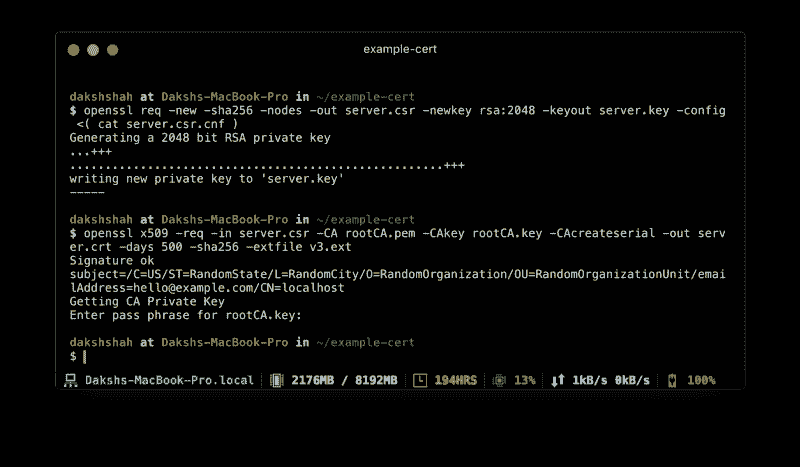 example-cert
dakshshah at Dakshs-MacBook-Pro in ~/example-cert
$ openssl req -new -sha256 -nodes -out server.csr -newkey rsa:2048 -keyout server.key -config
<( cat server.csr.cnf )
Generating a 2048 bit RSA private key
...+++
....................................................+++
writing new private key to 'server.key'
-----
dakshshah at Dakshs-MacBook-Pro in ~/example-cert
$ openssl x509 -req -in server.csr -CA rootCA.pem -CAkey rootCA.key -CAcreateserial -out serv
er.crt -days 500 -sha256 -extfile v3.ext
Signature ok
subject=/C=US/ST=RandomState/L=RandomCity/O=RandomOrganization/OU=RandomOrganizationUnit/emai
lAddress=hello@example.com/CN=localhost
Getting CA Private Key
Enter pass phrase for rootCA.key:
dakshshah at Dakshs-MacBook-Pro in ~/example-cert
$
Dakshs-MacBook-Pro.local 2176MB / 8192MB 194HRS 13% 1kB/s 0kB/s 100%